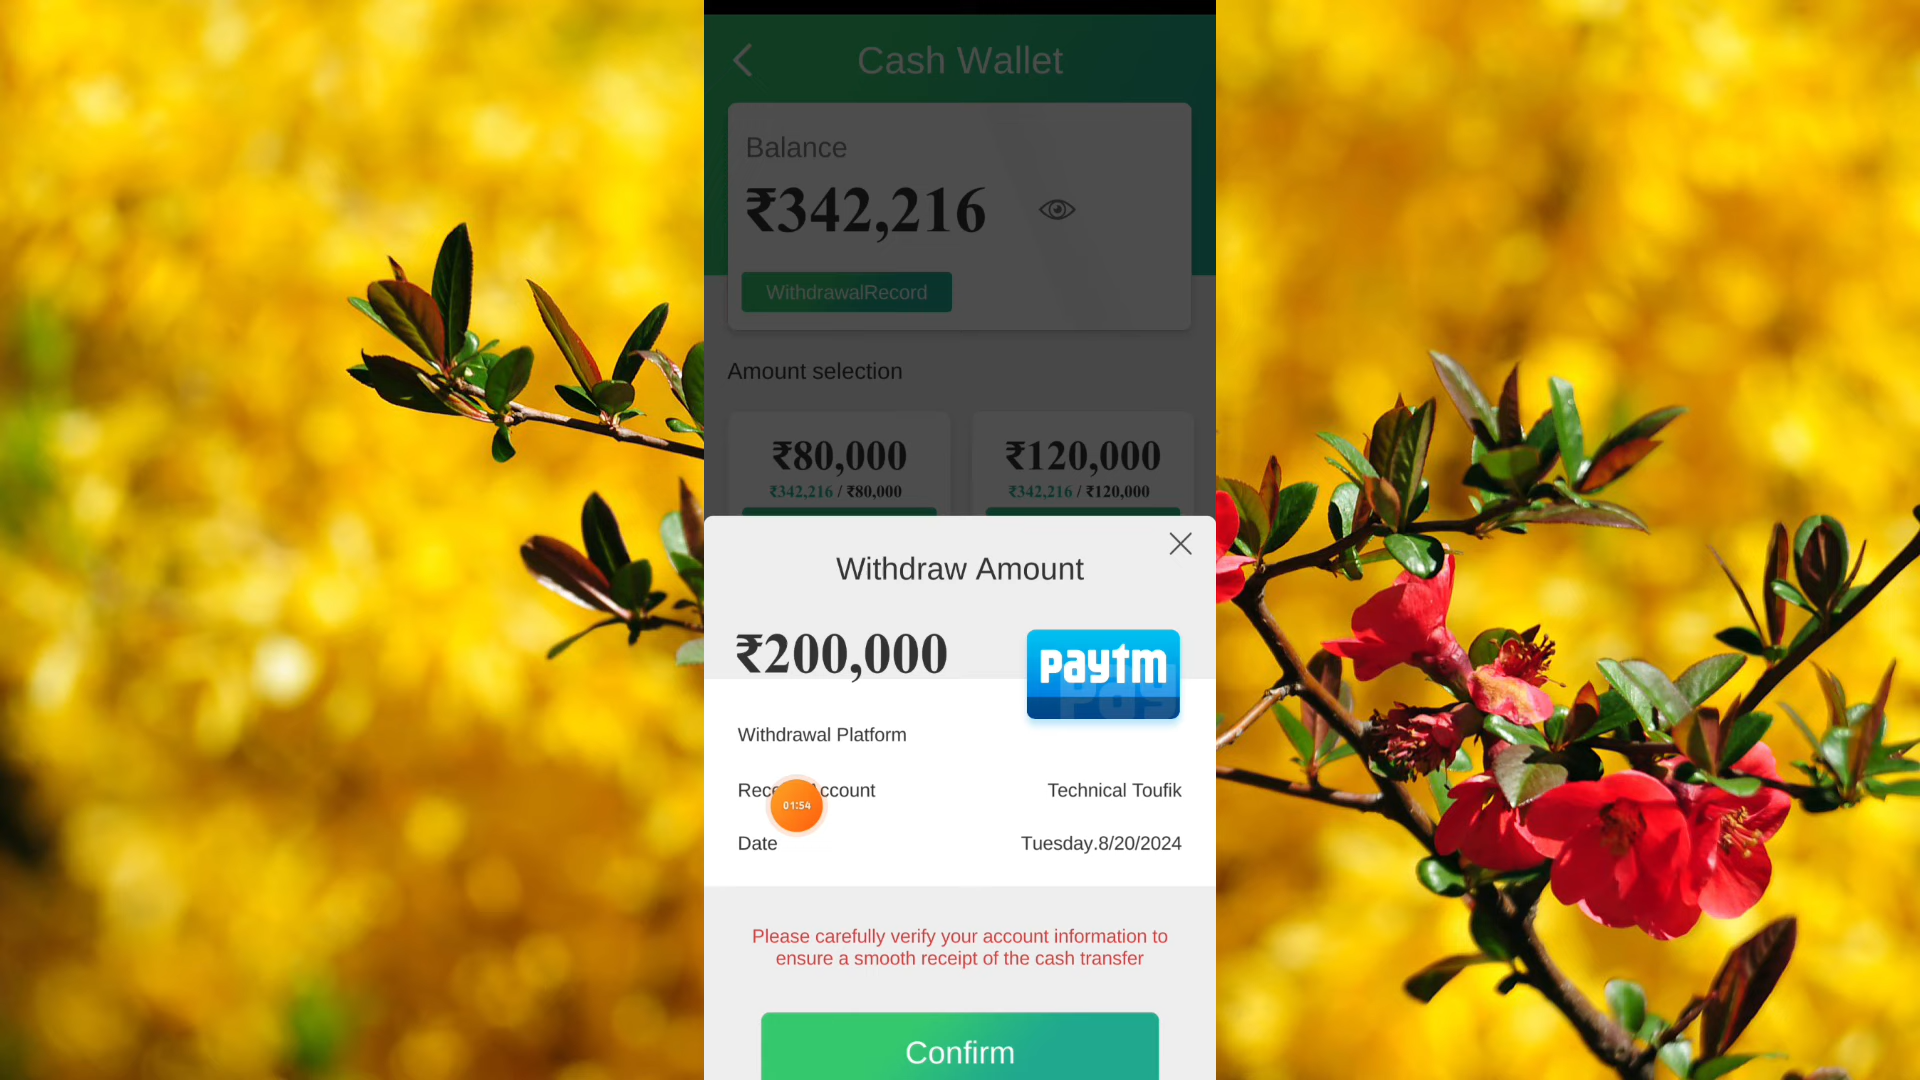 Cash Wallet
Balance
₹342,216
WithdrawalRecord
Amount selection
₹80,000
₹342,216 / ₹80,000
₹120,000
₹342,216 / ₹120,000
Withdraw Amount
₹200,000
paytm
Pay
Withdrawal Platform
Account
Technical Toufik
01:54
Date
Tuesday.8/20/2024
Please carefully verify your account information to
ensure a smooth receipt of the cash transfer
Confirm